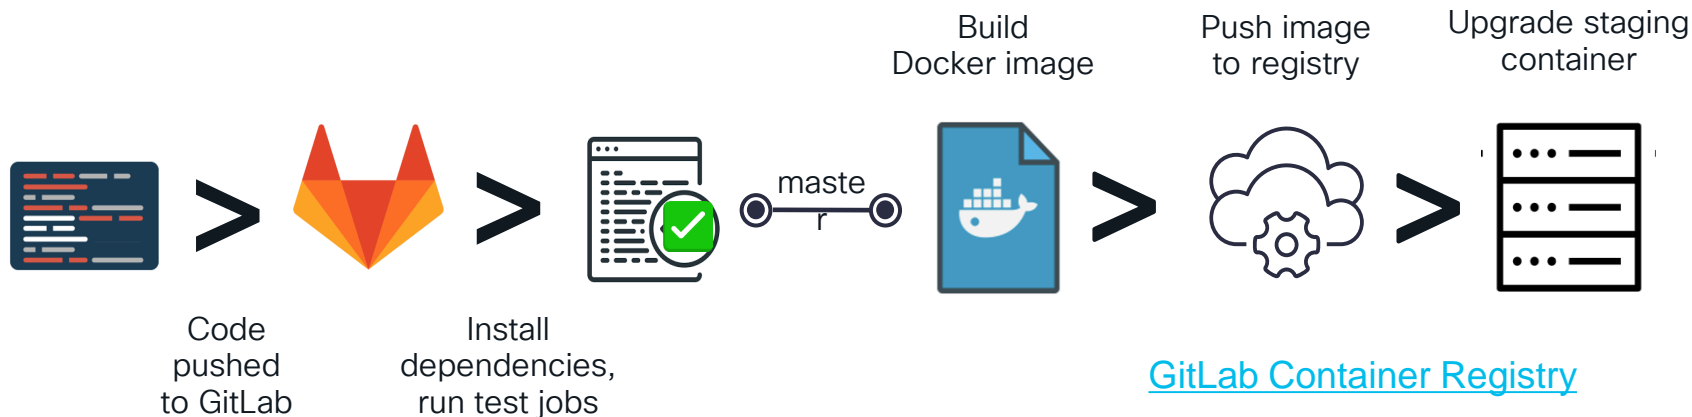 Build
Docker image
Push image
to registry
Upgrade staging
container
maste
r
Code
pushed
to GitLab
Install
dependencies,
run test jobs
GitLab Container Registry